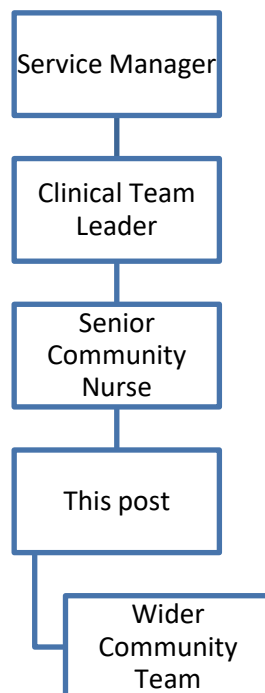 Service Manager
Clinical Team
Leader
Senior
Community
Nurse
This post
Wider
Community
Team